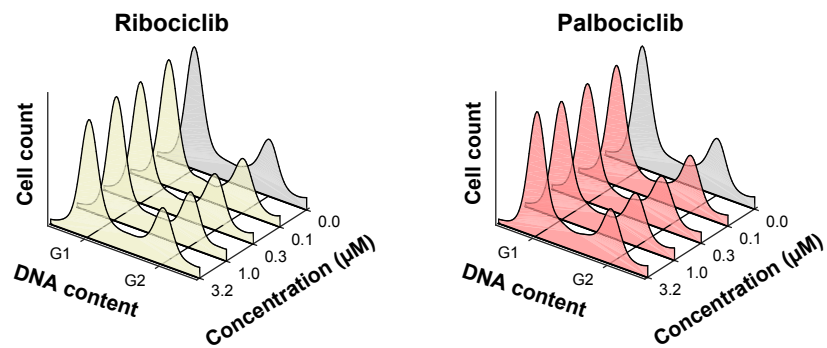 Ribociclib
Cell count
G1
G2
DNA content
3.2
1.0
0.3
0.1
0.0
Concentration (μM)
Palbociclib
Cell count
G1
G2
DNA content
3.2
1.0
0.3
0.1
0.0
Concentration (μM)